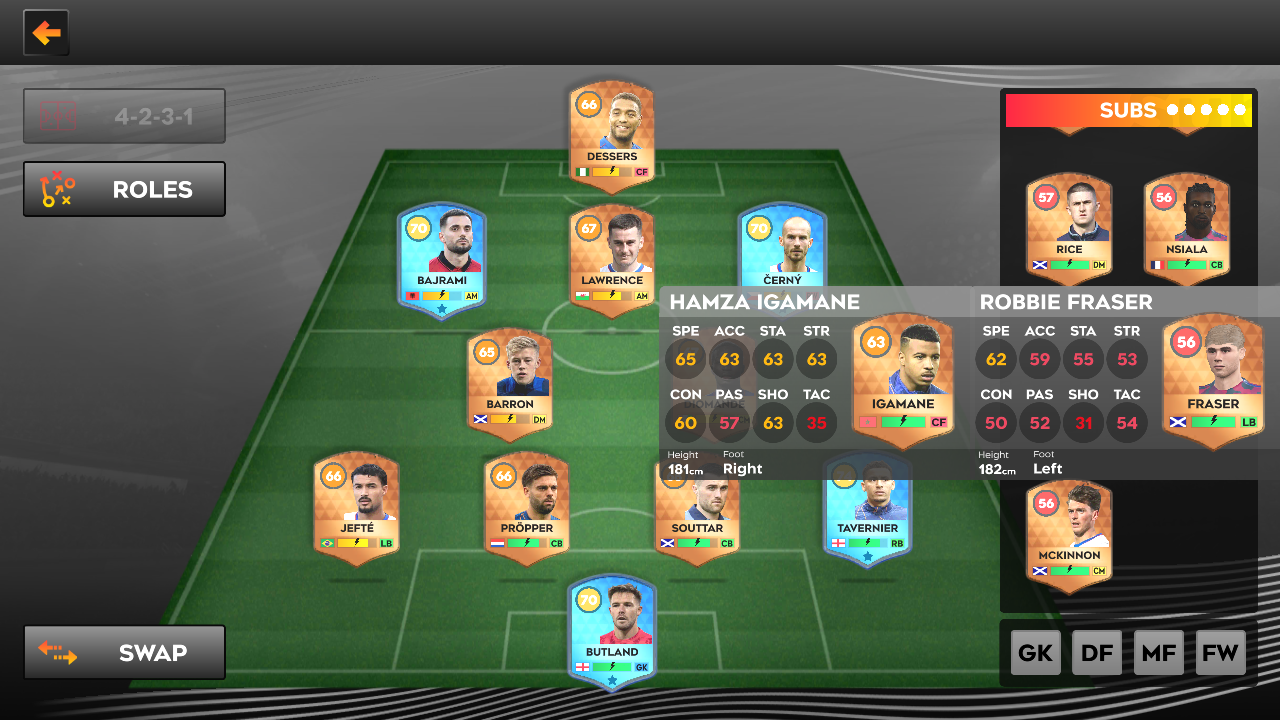 SUBS
4-2-3-1
ROLES
66
DESSERS
CF
57
RICE
DM
56
NSIALA
CB
70
BAJRAMI
AM
67
LAWRENCE
AM
70
ČERNÝ
HAMZA IGAMANE
SPE ACC STA STR
65 63 63 63
CON PAS SHO TAC
60 57 63 35
Height Foot
181cm Right
63
IGAMANE
CF
ROBBIE FRASER
SPE ACC STA STR
62 59 55 53
CON PAS SHO TAC
50 52 31 54
Height Foot
182cm Left
56
FRASER
LB
65
BARRON
DM
66
JEFTÉ
LB
66
PRÖPPER
CB
SOUTTAR
CB
TAVERNIER
RB
56
MCKINNON
CM
70
BUTLAND
GK
SWAP
GK DF MF FW